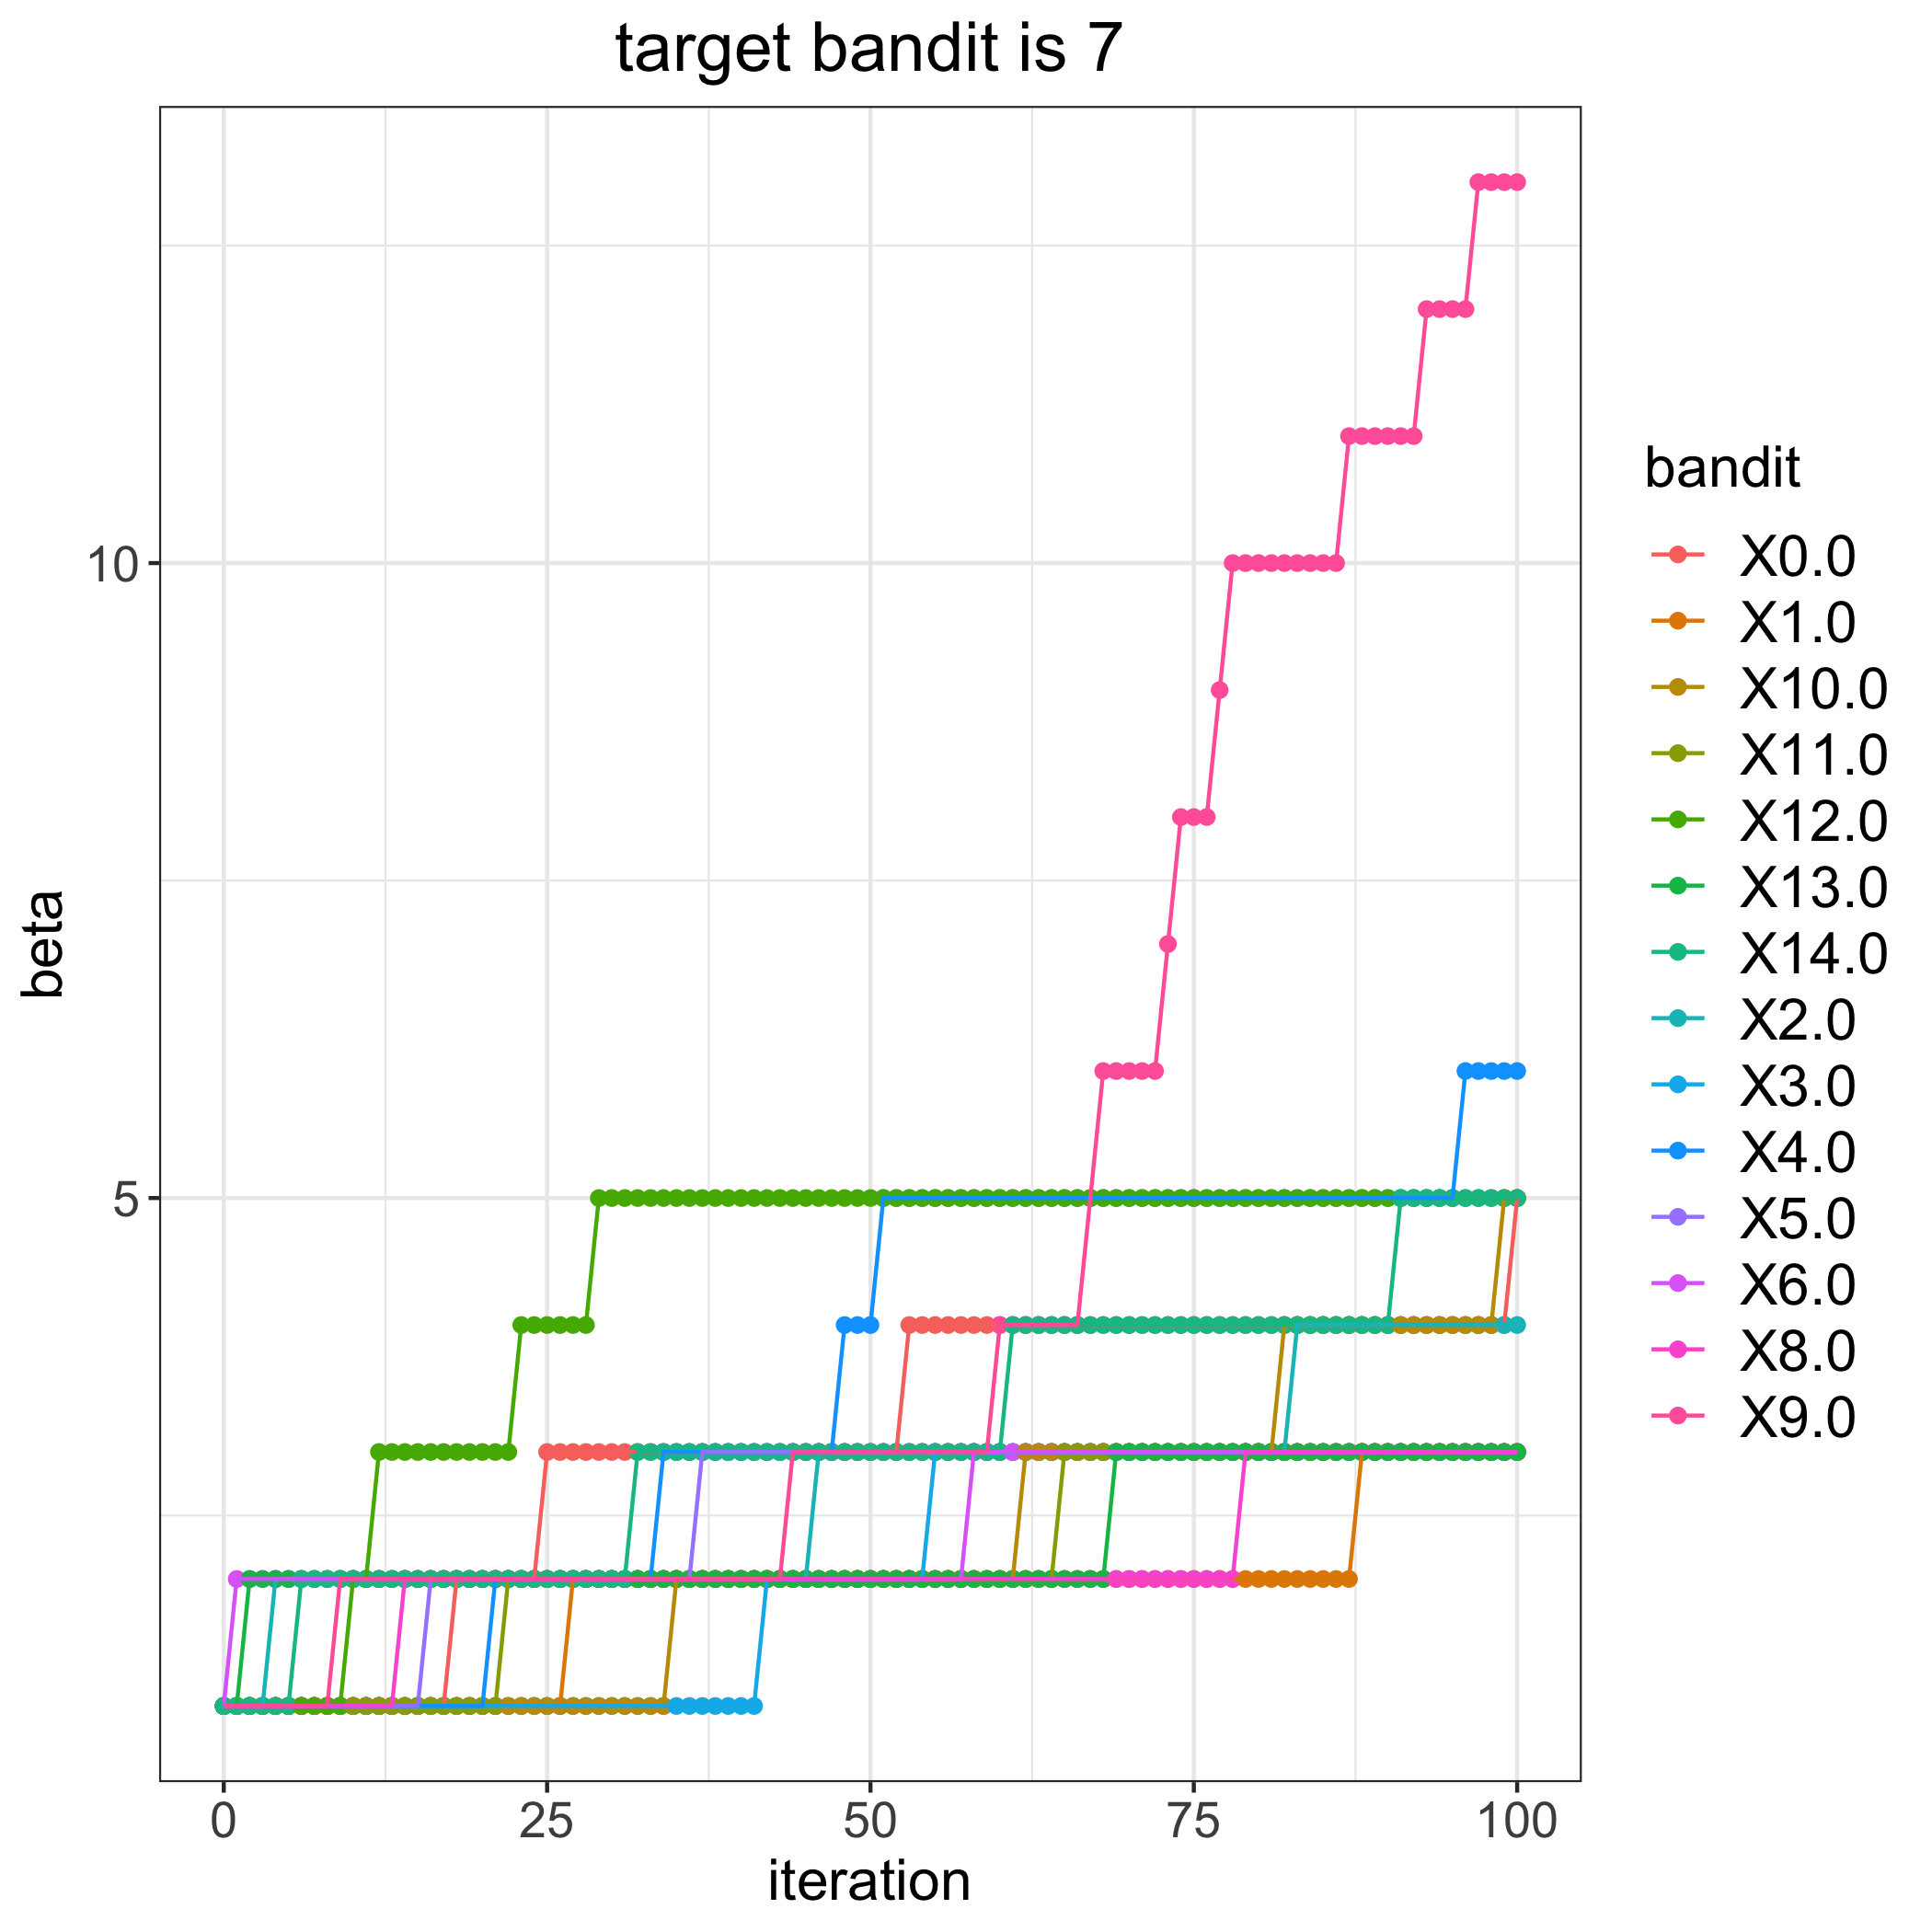 target bandit is 7
beta
10
5
0
25
50
75
100
iteration
bandit
X0.0
X1.0
X10.0
X11.0
X12.0
X13.0
X14.0
X2.0
X3.0
X4.0
X5.0
X6.0
X8.0
X9.0